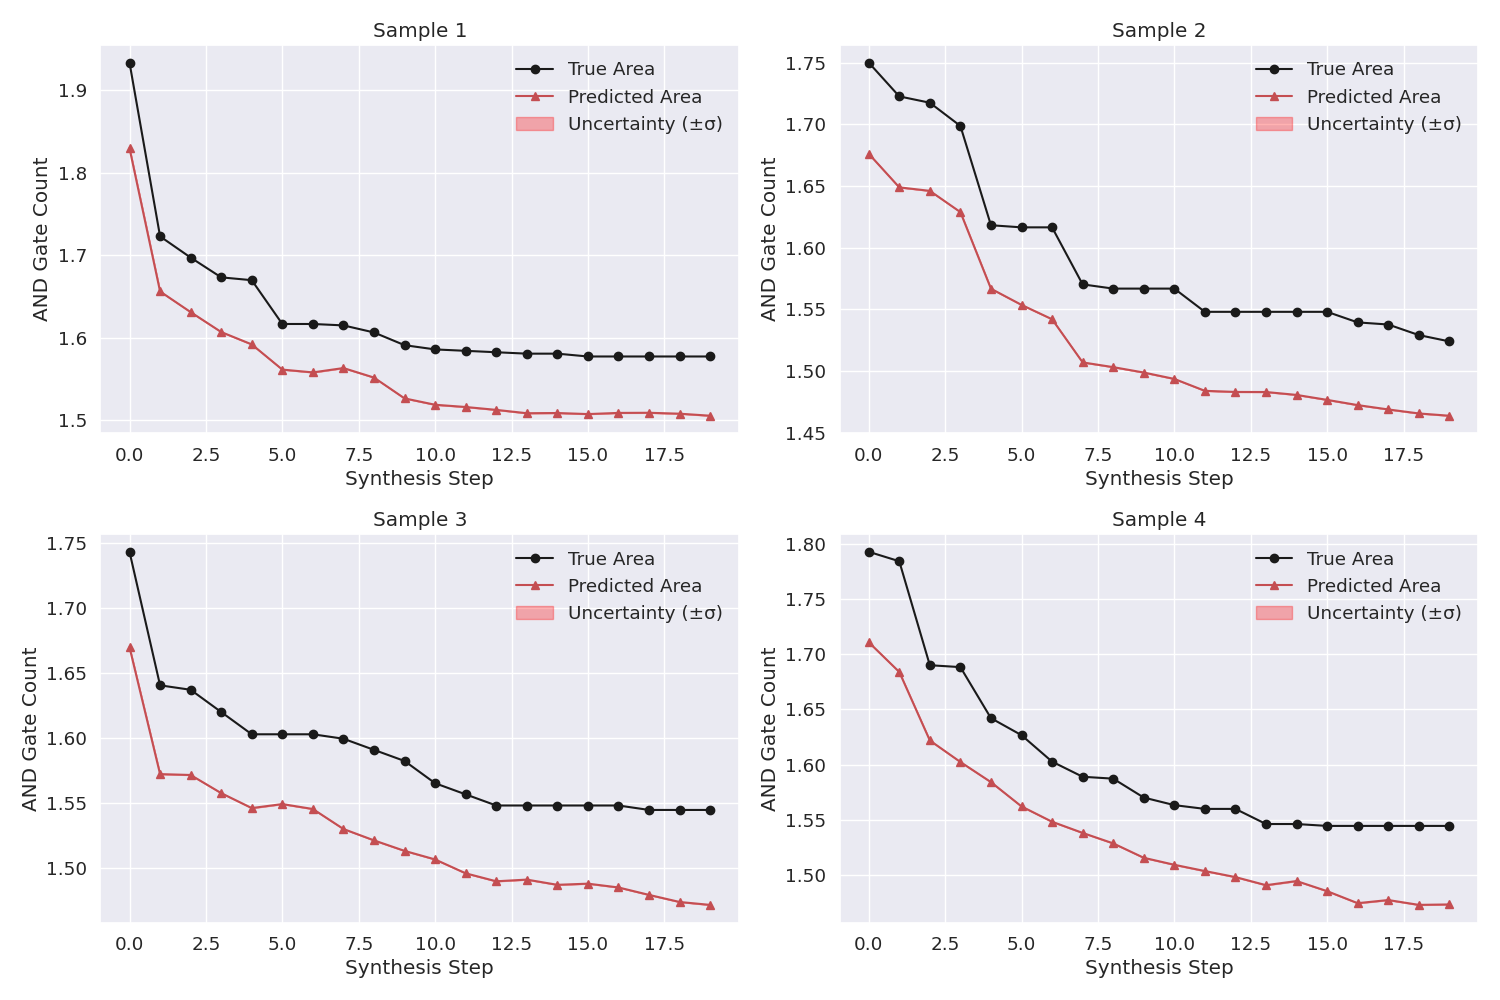 Sample 1
AND Gate Count
1.9
1.8
1.7
1.6
1.5
True Area
Predicted Area
Uncertainty (±σ)
0.0 2.5 5.0 7.5 10.0 12.5 15.0 17.5
Synthesis Step
Sample 2
AND Gate Count
1.75
1.70
1.65
1.60
1.55
1.50
1.45
True Area
Predicted Area
Uncertainty (±σ)
0.0 2.5 5.0 7.5 10.0 12.5 15.0 17.5
Synthesis Step
Sample 3
AND Gate Count
1.75
1.70
1.65
1.60
1.55
1.50
True Area
Predicted Area
Uncertainty (±σ)
0.0 2.5 5.0 7.5 10.0 12.5 15.0 17.5
Synthesis Step
Sample 4
AND Gate Count
1.80
1.75
1.70
1.65
1.60
1.55
1.50
True Area
Predicted Area
Uncertainty (±σ)
0.0 2.5 5.0 7.5 10.0 12.5 15.0 17.5
Synthesis Step